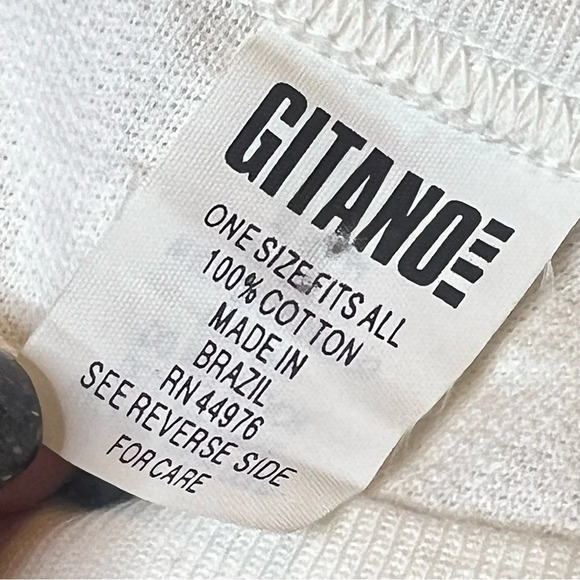 GITANO
ONE SIZE FITS ALL
100% COTTON
MADE IN
BRAZIL
RN 44976
SEE REVERSE SIDE
FOR CARE